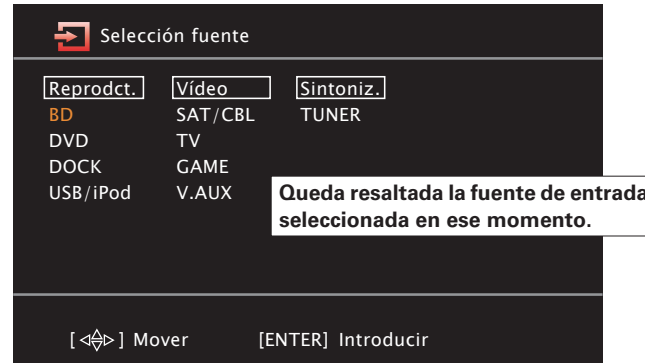 Selección fuente
Reprodct. Vídeo Sintoniz.
BD SAT/CBL TUNER
DVD TV
DOCK GAME
USB/iPod V.AUX
Queda resaltada la fuente de entrada
seleccionada en ese momento.
[ ◁△▽▷ ] Mover [ENTER] Introducir